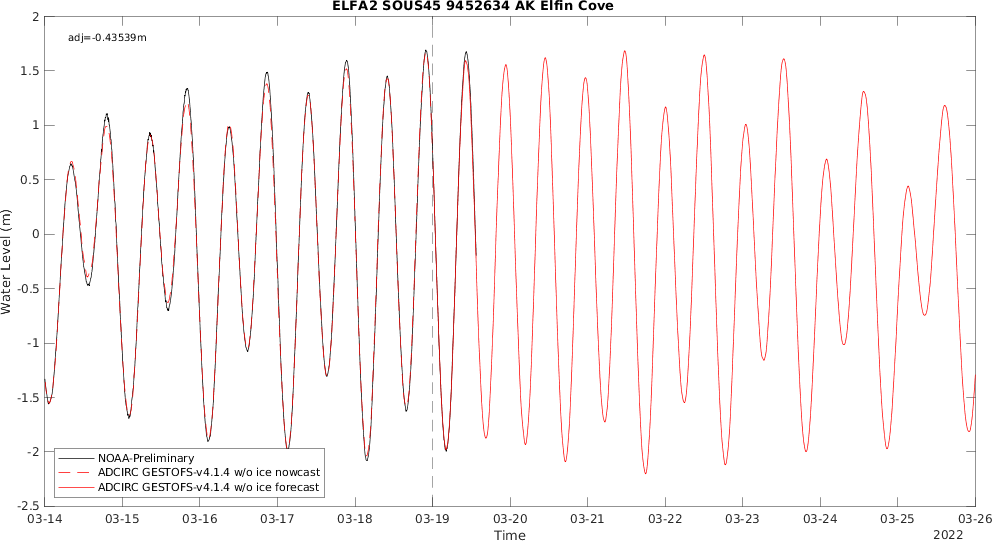 ELFA2 SOUS45 9452634 AK Elfin Cove
adj=-0.43539m
2
1.5
1
0.5
0
-0.5
-1
-1.5
-2
-2.5
Water Level (m)
NOAA-Preliminary
ADCIRC GESTOFS-v4.1.4 w/o ice nowcast
ADCIRC GESTOFS-v4.1.4 w/o ice forecast
03-14 03-15 03-16 03-17 03-18 03-19 03-20 03-21 03-22 03-23 03-24 03-25 03-26
Time
2022